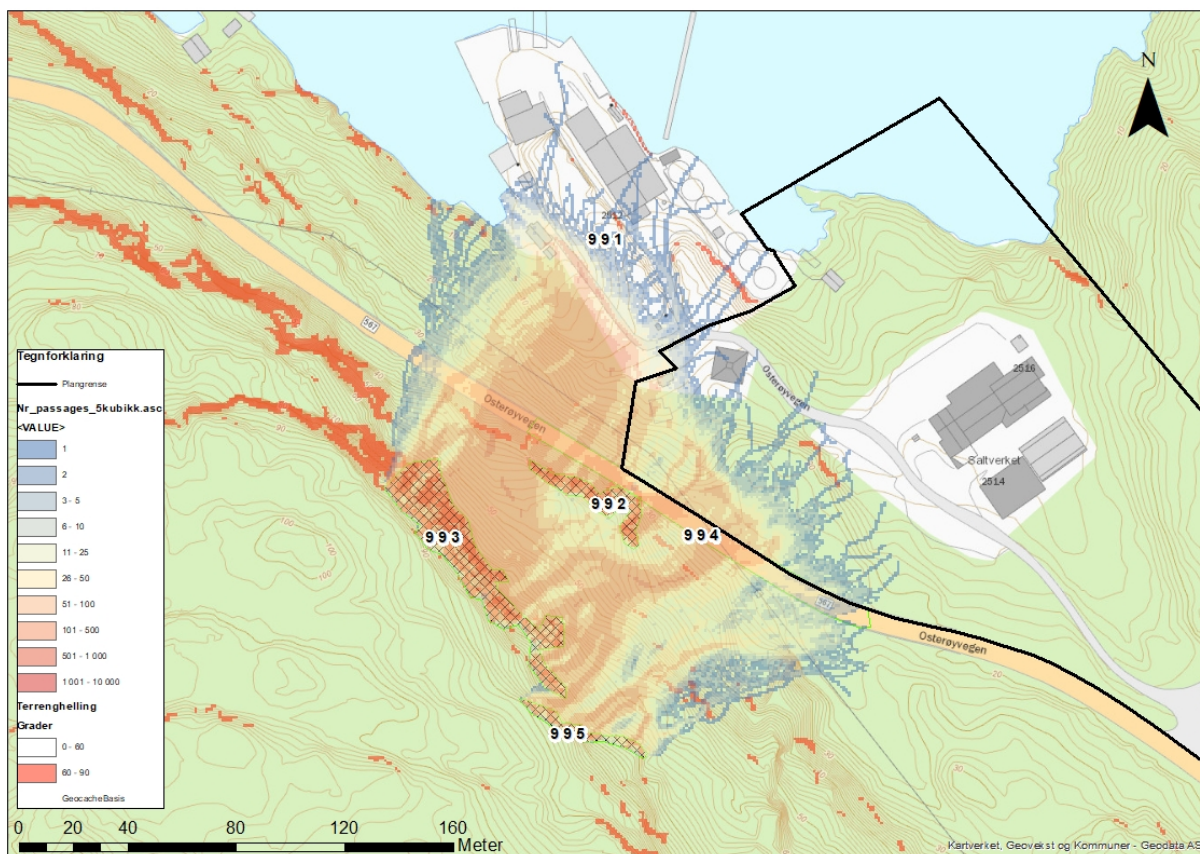 N
991
Osterøyvegen
2516
567
Saltverket
2514
Osterøyvegen
992
993
994
995
Osterøyvegen
Tegnforklaring
Plangrense
Nr_passages_5kubikk.asc
<VALUE>
1
2
3 - 5
6 - 10
11 - 25
26 - 50
51 - 100
101 - 500
501 - 1 000
1 001 - 10 000
Terrenghelling
Grader
0 - 60
60 - 90
GeocacheBasis
0 20 40 80 120 160
Meter
Kartverket, Geovekst og Kommuner - Geodata AS